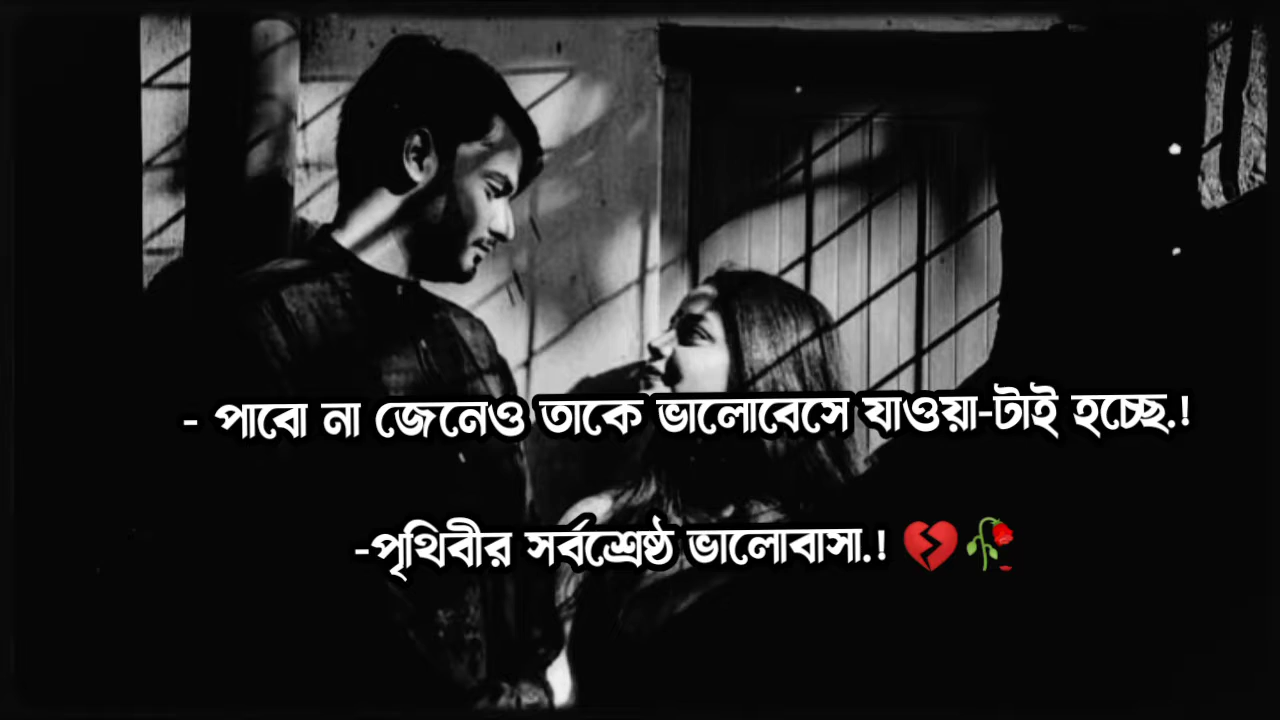 - পাবো না জেনেও তাকে ভালোবেসে যাওয়া-টাই হচ্ছে.!
-পৃথিবীর সর্বশ্রেষ্ঠ ভালোবাসা.! 💔🥀